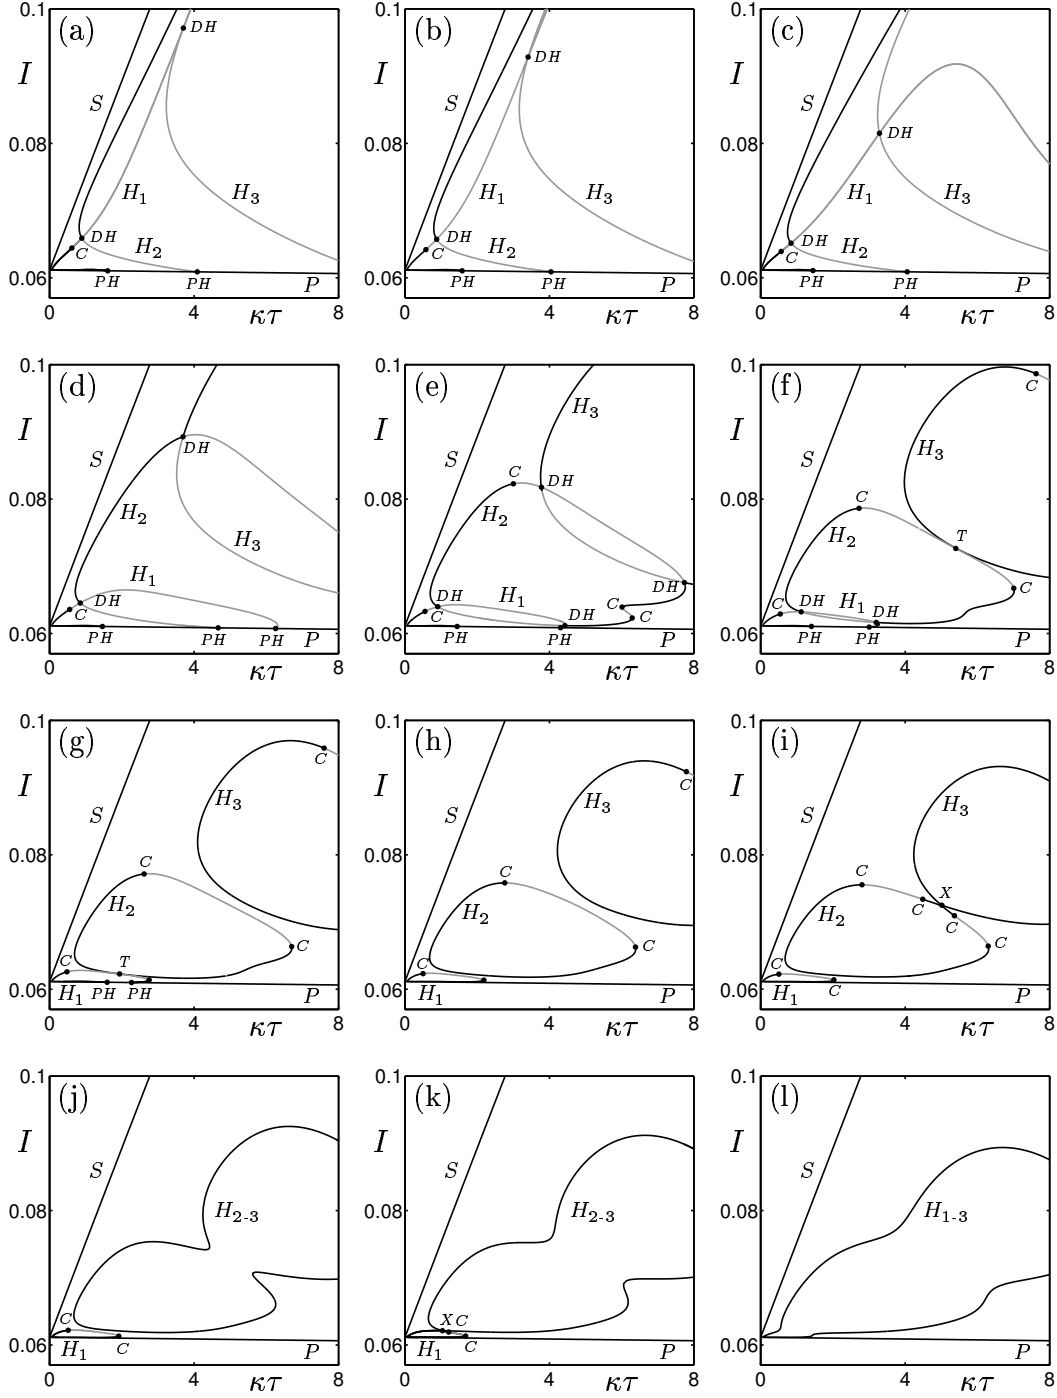 (a) (b) (c)
0.1 DH 0.1 DH 0.1
I I I
S S S
0.08 0.08 0.08 DH
H1 H3 H1 H3 H1 H3
DH H2 DH H2 DH H2
C C C
0.06 PH PH P 0.06 PH PH P 0.06 PH PH P
0 4 κτ 8 0 4 κτ 8 0 4 κτ 8
(d) (e) (f)
0.1 0.1 0.1 C
I I H3 I
S DH S C DH S H3
0.08 H2 0.08 H2 0.08 C
H3 H2 T
H1 H1 DH C
DH DH DH C C DH H1 DH C
C C
0.06 PH PH PH P 0.06 PH PH P 0.06 PH PH P
0 4 κτ 8 0 4 κτ 8 0 4 κτ 8
(g) (h) (i)
0.1 C 0.1 C 0.1
I I I
S H3 S H3 S H3
0.08 C 0.08 C 0.08 C X
H2 H2 H2 C C
C T C C C C C
0.06 H1 PH PH P 0.06 H1 P 0.06 H1 C P
0 4 κτ 8 0 4 κτ 8 0 4 κτ 8
(j) (k) (l)
0.1 0.1 0.1
I I I
S S S
0.08 H2-3 0.08 H2-3 0.08 H1-3
C X C
0.06 H1 C P 0.06 H1 C P 0.06 P
0 4 κτ 8 0 4 κτ 8 0 4 κτ 8